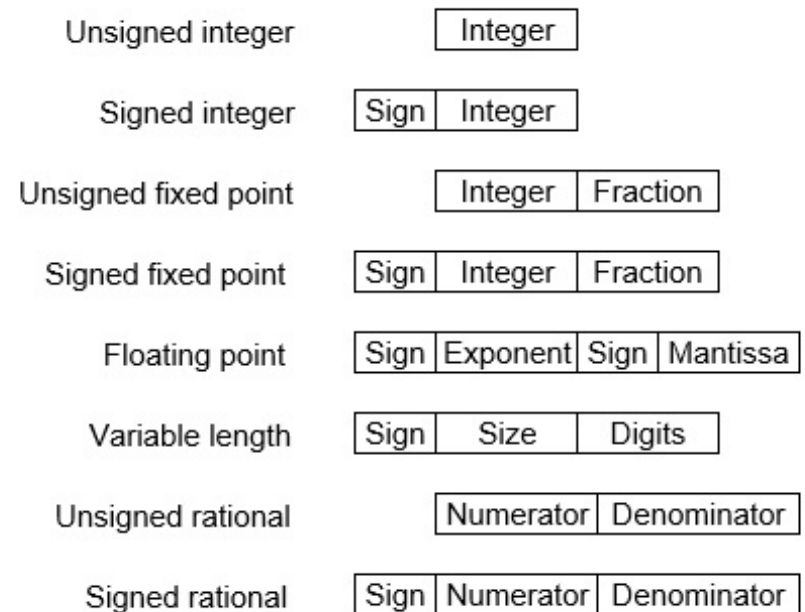 Unsigned integer Integer
Signed integer Sign Integer
Unsigned fixed point Integer Fraction
Signed fixed point Sign Integer Fraction
Floating point Sign Exponent Sign Mantissa
Variable length Sign Size Digits
Unsigned rational Numerator Denominator
Signed rational Sign Numerator Denominator